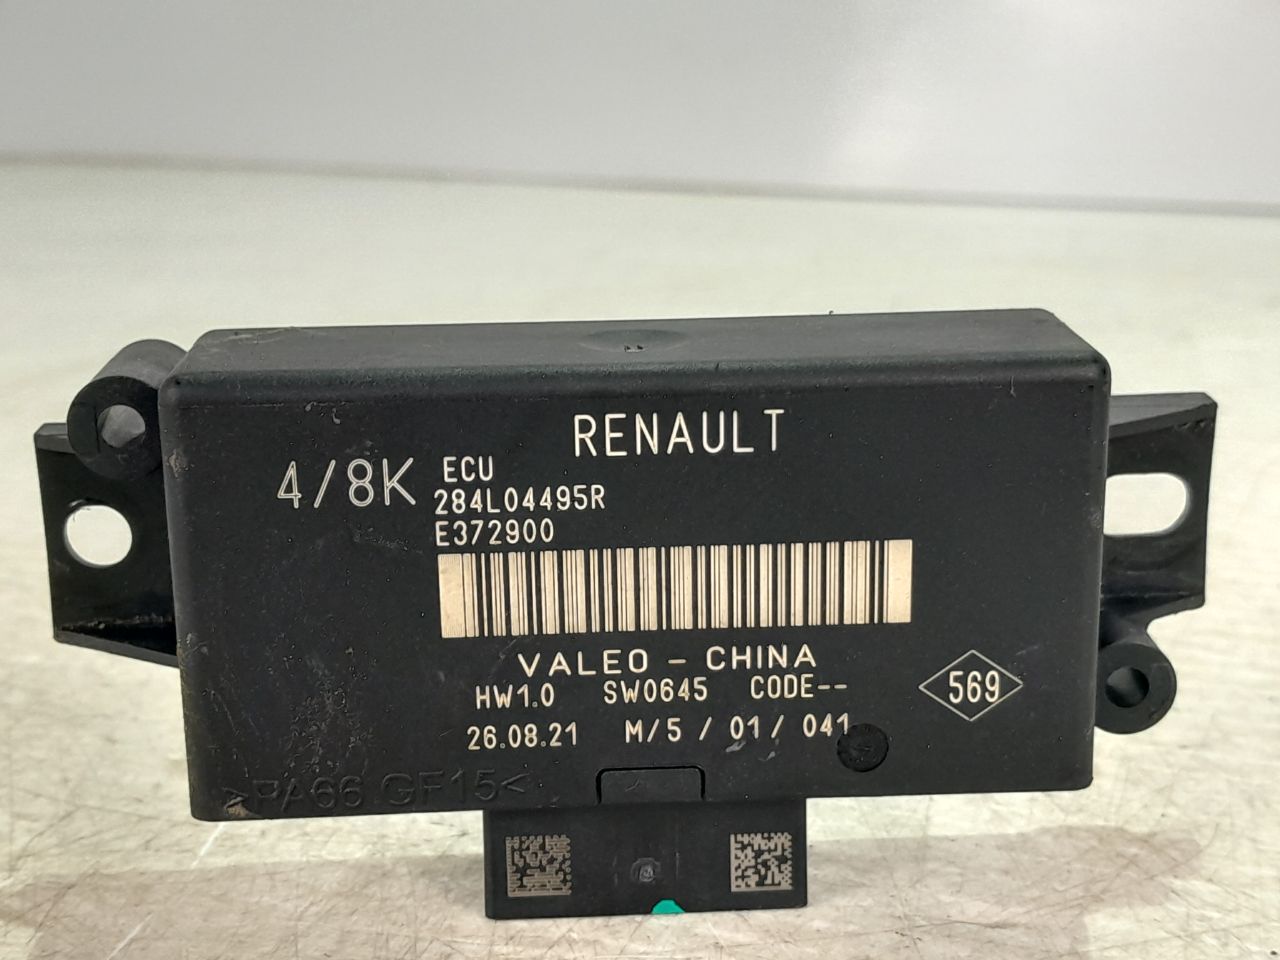 RENAULT
4/8K
ECU
284L04495R
E372900
VALEO - CHINA
HW1.0 SW0645 CODE--
569
26.08.21 M/5 / 01 / 041
>PA66 GF15<